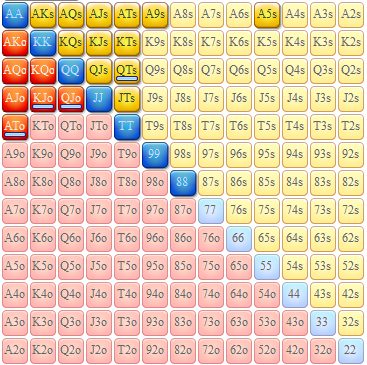 AA AKs AQs AJs ATs A9s A8s A7s A6s A5s A4s A3s A2s
AKo KK KQs KJs KTs K9s K8s K7s K6s K5s K4s K3s K2s
AQo KQo QQ QJs QTs Q9s Q8s Q7s Q6s Q5s Q4s Q3s Q2s
AJo KJo QJo JJ JTs J9s J8s J7s J6s J5s J4s J3s J2s
ATo KTo QTo JTo TT T9s T8s T7s T6s T5s T4s T3s T2s
A9o K9o Q9o J9o T9o 99 98s 97s 96s 95s 94s 93s 92s
A8o K8o Q8o J8o T8o 98o 88 87s 86s 85s 84s 83s 82s
A7o K7o Q7o J7o T7o 97o 87o 77 76s 75s 74s 73s 72s
A6o K6o Q6o J6o T6o 96o 86o 76o 66 65s 64s 63s 62s
A5o K5o Q5o J5o T5o 95o 85o 75o 65o 55 54s 53s 52s
A4o K4o Q4o J4o T4o 94o 84o 74o 64o 54o 44 43s 42s
A3o K3o Q3o J3o T3o 93o 83o 73o 63o 53o 43o 33 32s
A2o K2o Q2o J2o T2o 92o 82o 72o 62o 52o 42o 32o 22